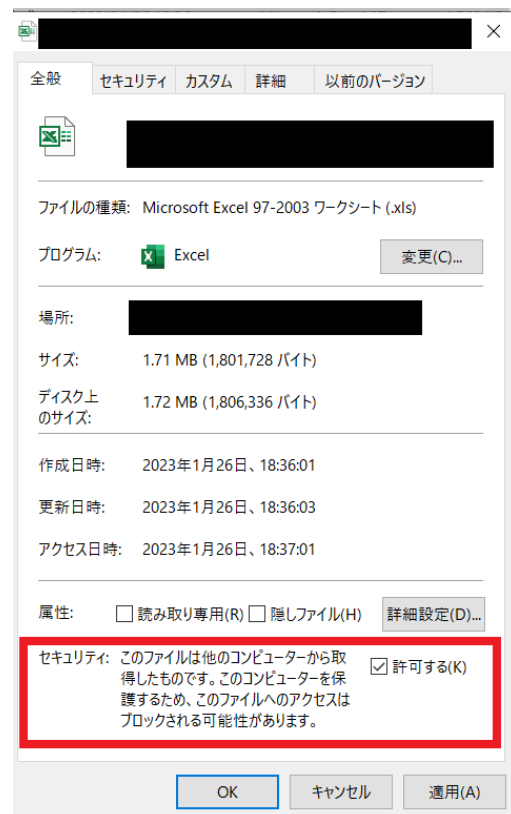 全般 セキュリティ カスタム 詳細 以前のバージョン
ファイルの種類: Microsoft Excel 97-2003 ワークシート (.xls)
プログラム: Excel 変更(C)...
場所:
サイズ: 1.71 MB (1,801,728 バイト)
ディスク上
のサイズ: 1.72 MB (1,806,336 バイト)
作成日時: 2023年1月26日、18:36:01
更新日時: 2023年1月26日、18:36:03
アクセス日時: 2023年1月26日、18:37:01
属性: 読み取り専用(R) 隠しファイル(H) 詳細設定(D)...
セキュリティ: このファイルは他のコンピューターから取
得したものです。このコンピューターを保
護するため、このファイルへのアクセスは
ブロックされる可能性があります。
許可する(K)
OK キャンセル 適用(A)